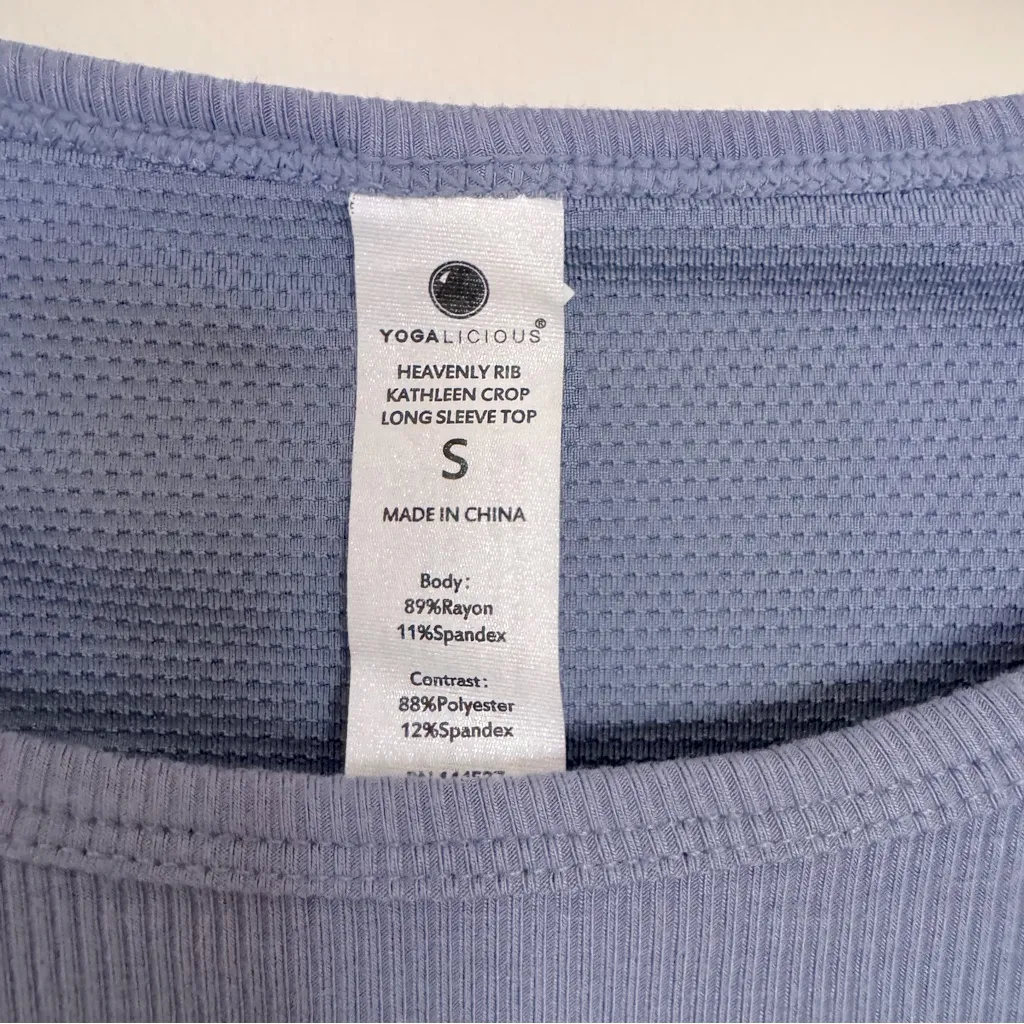 YOGALICIOUS®
HEAVENLY RIB
KATHLEEN CROP
LONG SLEEVE TOP
S
MADE IN CHINA
Body:
89%Rayon
11%Spandex
Contrast:
88%Polyester
12%Spandex